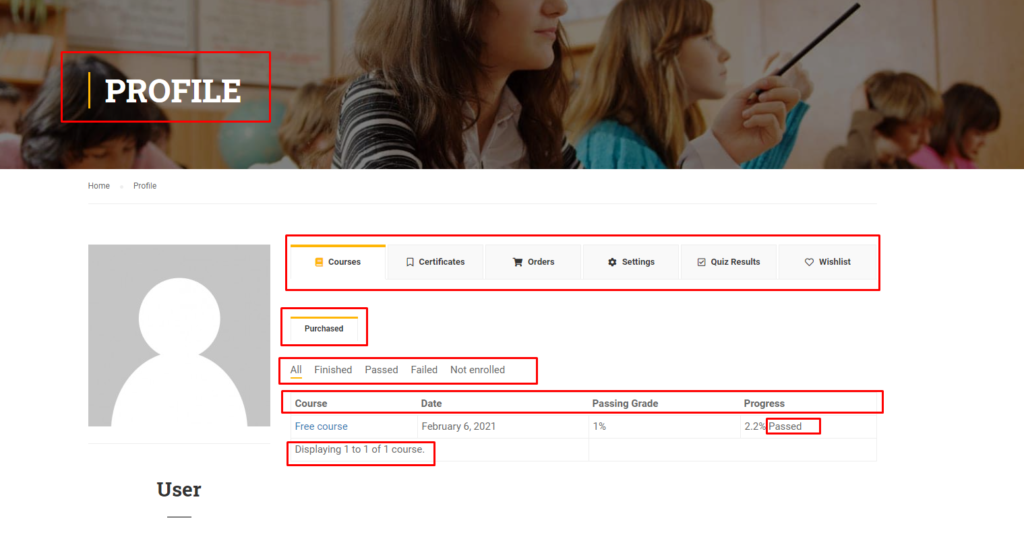 PROFILE
Home Profile
Courses Certificates Orders Settings Quiz Results Wishlist
Purchased
All Finished Passed Failed Not enrolled
Course Date Passing Grade Progress
Free course February 6, 2021 1% 2.2% Passed
Displaying 1 to 1 of 1 course.
User